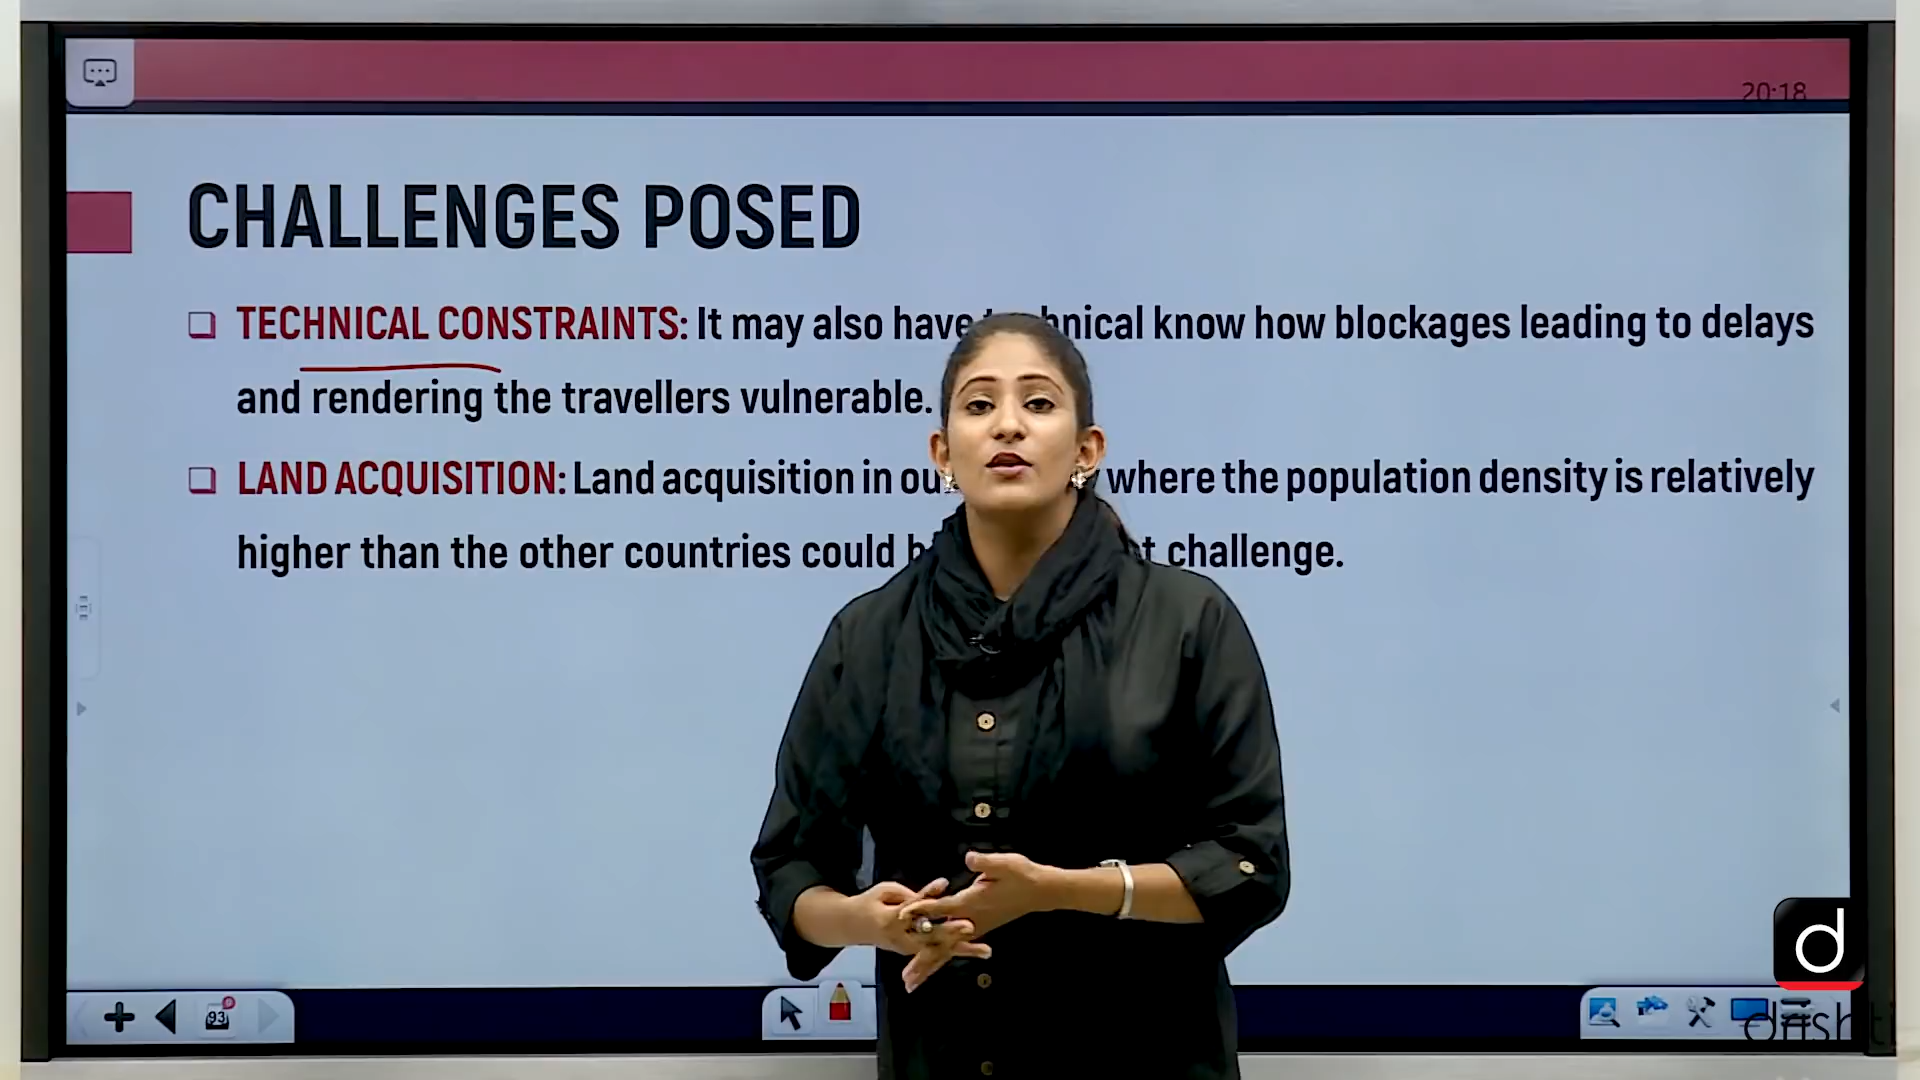 20:18
CHALLENGES POSED
TECHNICAL CONSTRAINTS: It may also have technical know how blockages leading to delays
and rendering the travellers vulnerable.
LAND ACQUISITION: Land acquisition in where the population density is relatively
higher than the other countries could challenge.
93
d
drishti